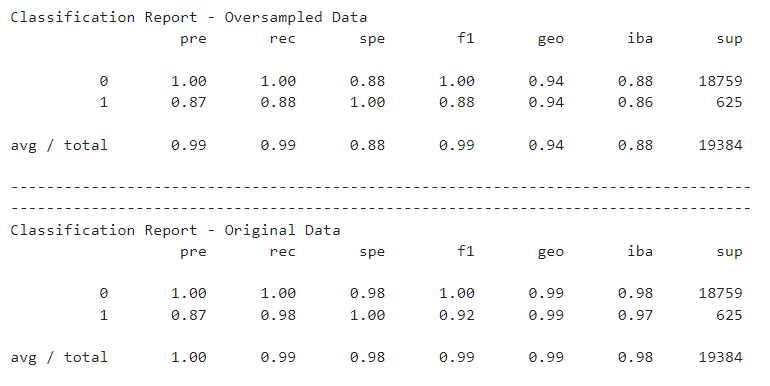 Classification Report - Oversampled Data
pre rec spe f1 geo iba sup
0 1.00 1.00 0.88 1.00 0.94 0.88 18759
1 0.87 0.88 1.00 0.88 0.94 0.86 625
avg / total 0.99 0.99 0.88 0.99 0.94 0.88 19384
---------------------------------------------------------------------------------
---------------------------------------------------------------------------------
Classification Report - Original Data
pre rec spe f1 geo iba sup
0 1.00 1.00 0.98 1.00 0.99 0.98 18759
1 0.87 0.98 1.00 0.92 0.99 0.97 625
avg / total 1.00 0.99 0.98 0.99 0.99 0.98 19384